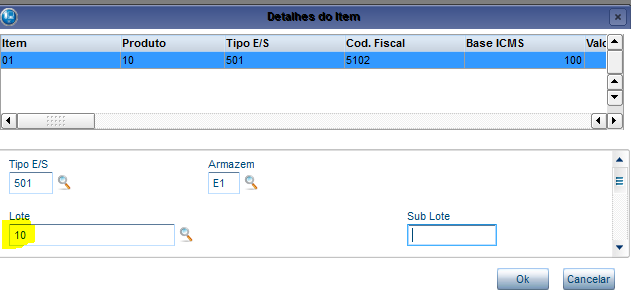 Detalhes do Item
Item Produto Tipo E/S Cod. Fiscal Base ICMS Valo
01 10 501 5102 100
Tipo E/S Armazem
501 E1
Lote Sub Lote
10
Ok Cancelar